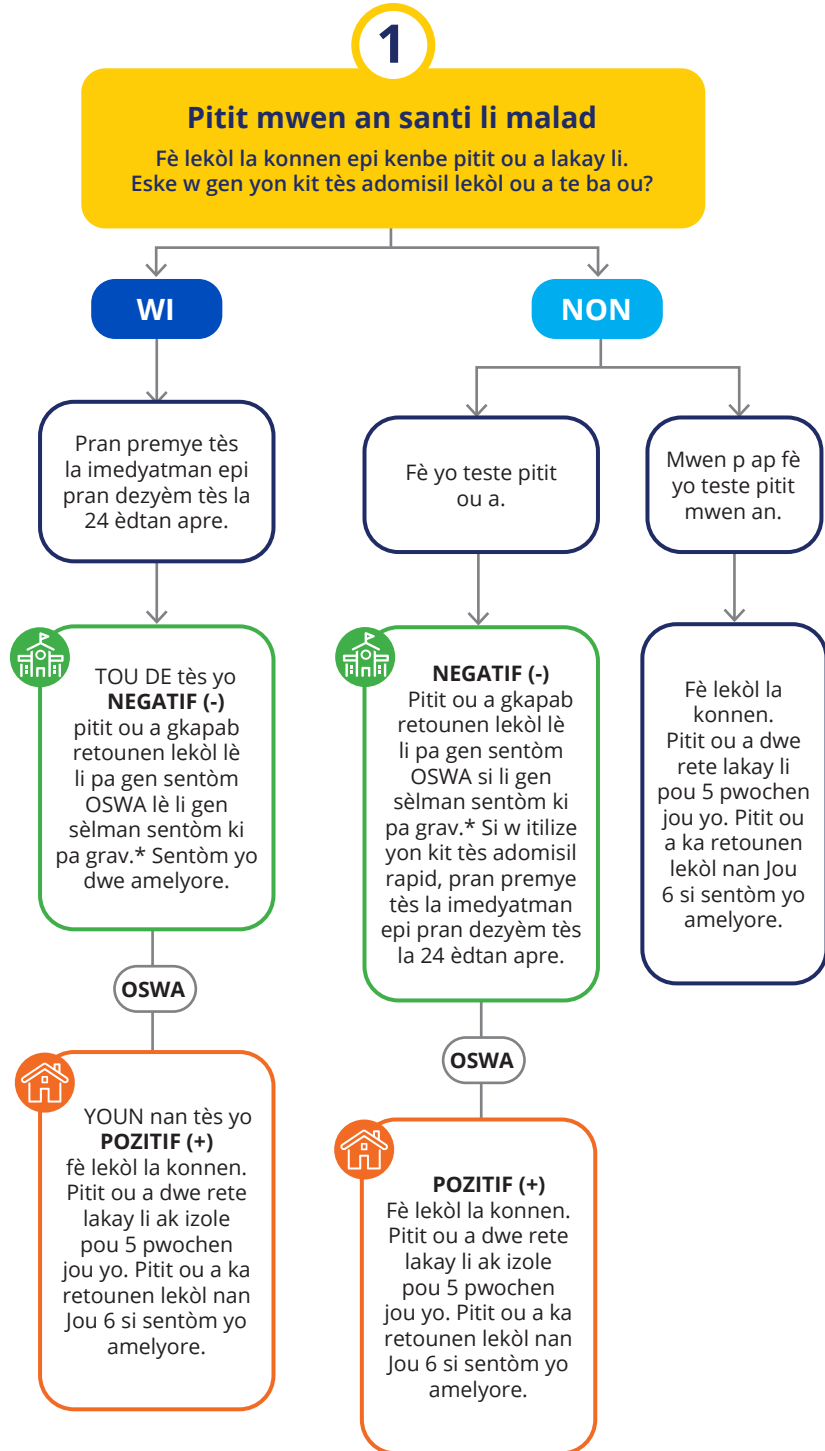 1
Pitit mwen an santi li malad
Fè lekòl la konnen epi kenbe pitit ou a lakay li.
Eske w gen yon kit tès adomisil lekòl ou a te ba ou?
WI
Pran premye tès
la imedyatman epi
pran dezyèm tès la
24 èdtan apre.
TOU DE tès yo
NEGATIF (-)
pitit ou a gkapab
retounen lekòl lè
li pa gen sentòm
OSWA lè li gen
sèlman sentòm ki
pa grav.* Sentòm yo
dwe amelyore.
OSWA
YOUN nan tès yo
POZITIF (+)
fè lekòl la konnen.
Pitit ou a dwe rete
lakay li ak izole
pou 5 pwochen
jou yo. Pitit ou a ka
retounen lekòl nan
Jou 6 si sentòm yo
amelyore.
NON
Fè yo teste pitit
ou a.
NEGATIF (-)
Pitit ou a gkapab
retounen lekòl lè
li pa gen sentòm
OSWA si li gen
sèlman sentòm ki
pa grav.* Si w itilize
yon kit tès adomisil
rapid, pran premye
tès la imedyatman
epi pran dezyèm tès
la 24 èdtan apre.
OSWA
POZITIF (+)
Fè lekòl la konnen.
Pitit ou a dwe rete
lakay li ak izole
pou 5 pwochen
jou yo. Pitit ou a ka
retounen lekòl nan
Jou 6 si sentòm yo
amelyore.
Mwen p ap fè
yo teste pitit
mwen an.
Fè lekòl la
konnen.
Pitit ou a dwe
rete lakay li
pou 5 pwochen
jou yo. Pitit ou
a ka retounen
lekòl nan Jou
6 si sentòm yo
amelyore.